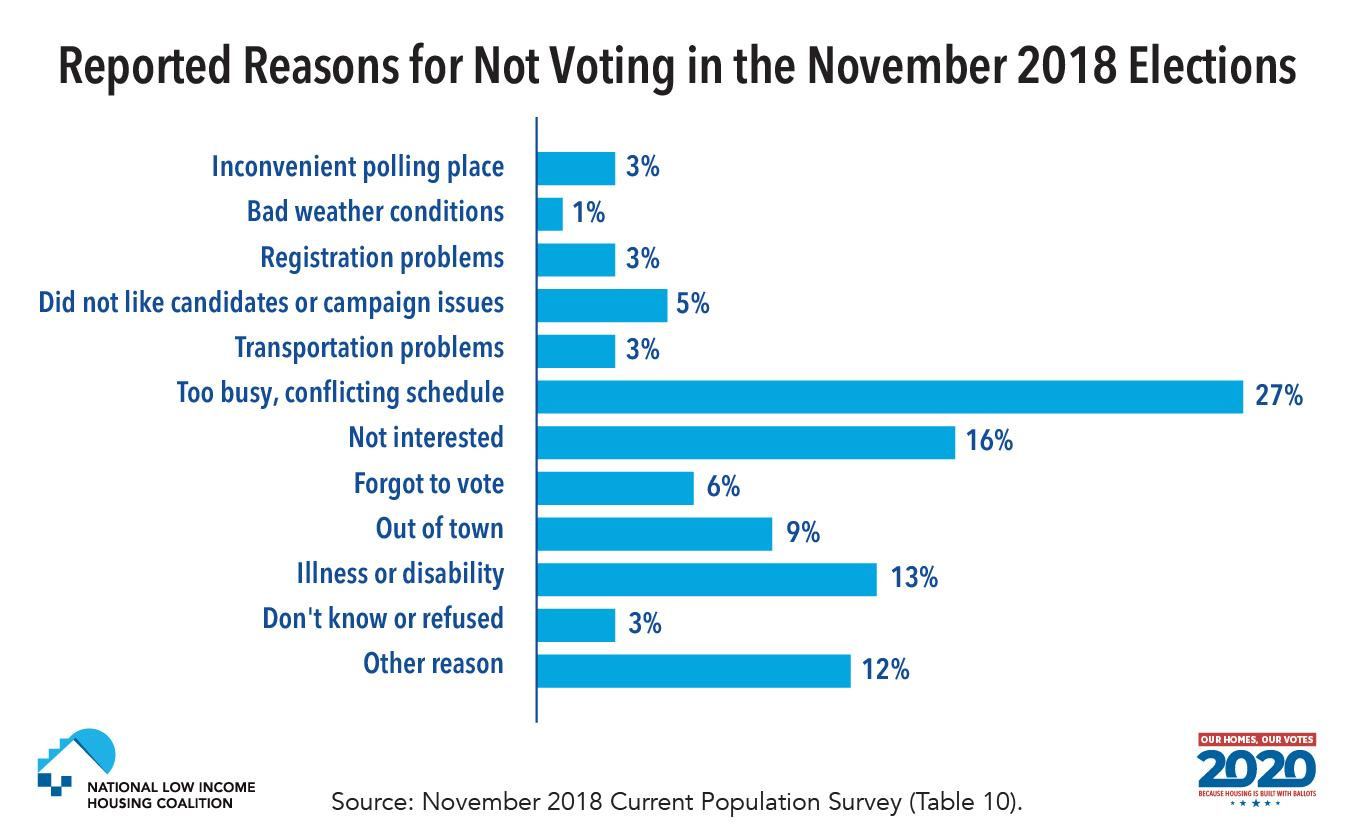 Reported Reasons for Not Voting in the November 2018 Elections
Inconvenient polling place 3%
Bad weather conditions 1%
Registration problems 3%
Did not like candidates or campaign issues 5%
Transportation problems 3%
Too busy, conflicting schedule 27%
Not interested 16%
Forgot to vote 6%
Out of town 9%
Illness or disability 13%
Don't know or refused 3%
Other reason 12%
NATIONAL LOW INCOME
HOUSING COALITION
Source: November 2018 Current Population Survey (Table 10).
OUR HOMES, OUR VOTES
2020
BECAUSE HOUSING IS BUILT WITH BALLOTS